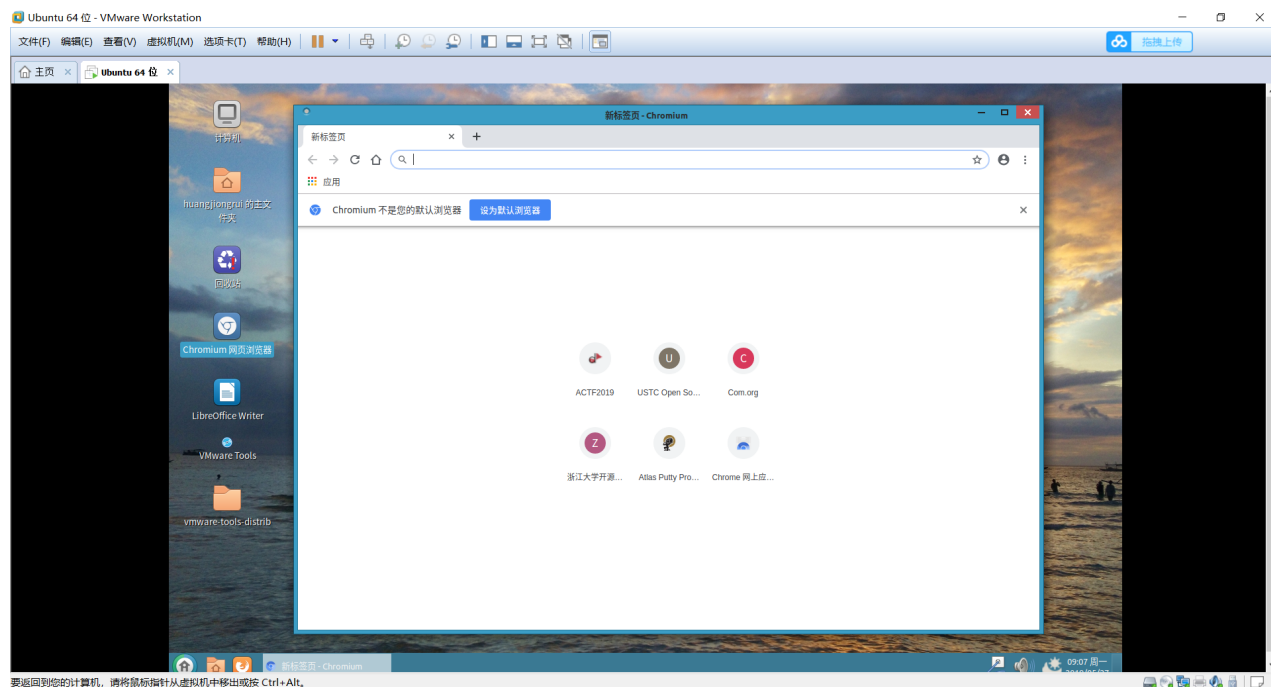 Ubuntu 64 位 - VMware Workstation
文件(F) 编辑(E) 查看(V) 虚拟机(M) 选项卡(T) 帮助(H)
拖拽上传
主页
Ubuntu 64 位
计算机
huangjiongrui 的主文
件夹
回收站
Chromium 网页浏览器
LibreOffice Writer
VMware Tools
vmware-tools-distrib
新标签页 - Chromium
新标签页
应用
Chromium 不是您的默认浏览器 设为默认浏览器
ACTF2019
U
USTC Open So...
C
Com.org
Z
浙江大学开源...
Atlas Putty Pro...
Chrome 网上应...
新标签页 - Chromium
09:07 周一
要返回到您的计算机，请将鼠标指针从虚拟机中移出或按 Ctrl+Alt。